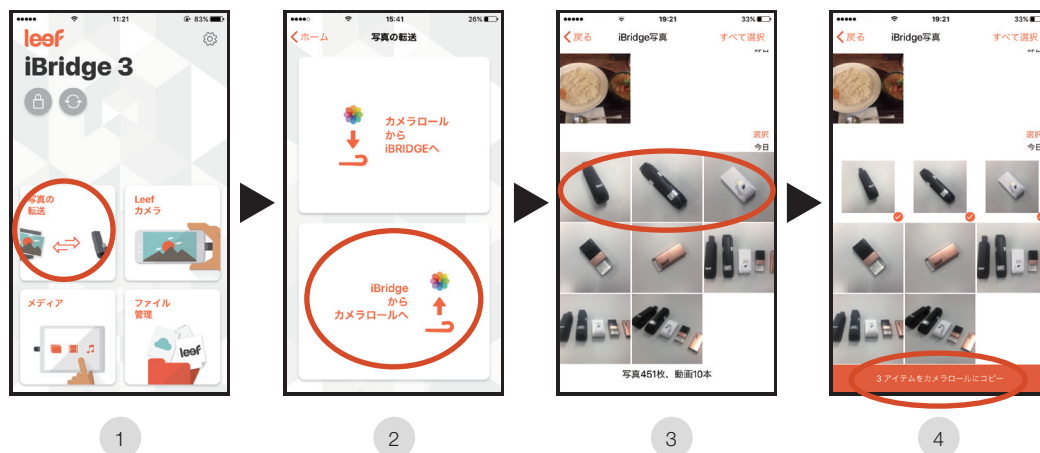 11:21
83%
leef
iBridge 3
写真の
転送
Leef
カメラ
メディア
ファイル
管理
leef
1
15:41
26%
ホーム
写真の転送
カメラロール
から
iBRIDGEへ
iBridge
から
カメラロールへ
2
19:21
33%
戻る
iBridge写真
すべて選択
選択
今日
写真451枚、動画10本
3
19:21
33%
戻る
iBridge写真
すべて選択
選択
今日
3 アイテムをカメラロールにコピー
4